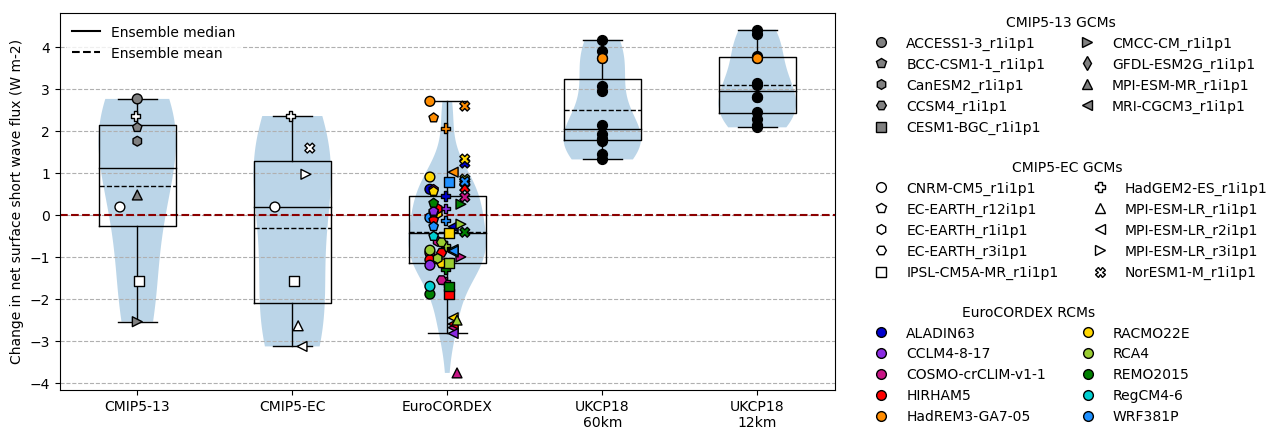 Change in net surface short wave flux (W m-2)
4
3
2
1
0
−1
−2
−3
−4
Ensemble median
Ensemble mean
CMIP5-13
CMIP5-EC
EuroCORDEX
UKCP18
60km
UKCP18
12km
CMIP5-13 GCMs
ACCESS1-3_r1i1p1
BCC-CSM1-1_r1i1p1
CanESM2_r1i1p1
CCSM4_r1i1p1
CESM1-BGC_r1i1p1
CMCC-CM_r1i1p1
GFDL-ESM2G_r1i1p1
MPI-ESM-MR_r1i1p1
MRI-CGCM3_r1i1p1
CMIP5-EC GCMs
CNRM-CM5_r1i1p1
EC-EARTH_r12i1p1
EC-EARTH_r1i1p1
EC-EARTH_r3i1p1
IPSL-CM5A-MR_r1i1p1
HadGEM2-ES_r1i1p1
MPI-ESM-LR_r1i1p1
MPI-ESM-LR_r2i1p1
MPI-ESM-LR_r3i1p1
NorESM1-M_r1i1p1
EuroCORDEX RCMs
ALADIN63
CCLM4-8-17
COSMO-crCLIM-v1-1
HIRHAM5
HadREM3-GA7-05
RACMO22E
RCA4
REMO2015
RegCM4-6
WRF381P